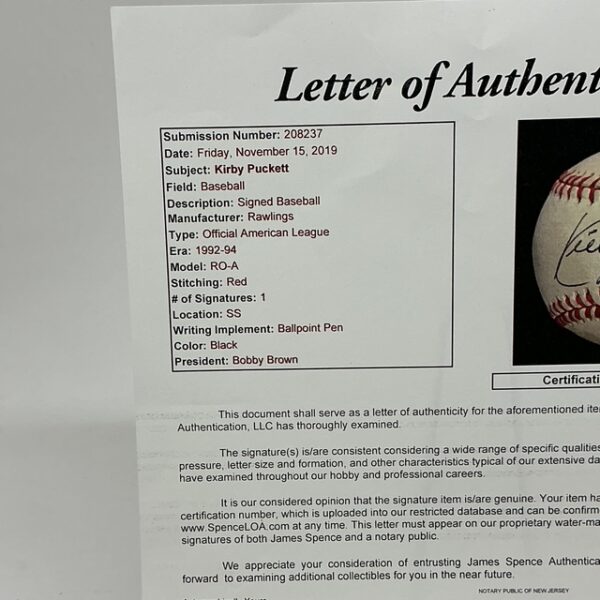 Letter of Authent
Submission Number: 208237
Date: Friday, November 15, 2019
Subject: Kirby Puckett
Field: Baseball
Description: Signed Baseball
Manufacturer: Rawlings
Type: Official American League
Era: 1992-94
Model: RO-A
Stitching: Red
# of Signatures: 1
Location: SS
Writing Implement: Ballpoint Pen
Color: Black
President: Bobby Brown
Certificati
This document shall serve as a letter of authenticity for the aforementioned ite
Authentication, LLC has thoroughly examined.
The signature(s) is/are consistent considering a wide range of specific qualities
pressure, letter size and formation, and other characteristics typical of our extensive da
have examined throughout our hobby and professional careers.
It is our considered opinion that the signature item is/are genuine. Your item ha
certification number, which is uploaded into our restricted database and can be confirm
www.SpenceLOA.com at any time. This letter must appear on our proprietary water-ma
signatures of both James Spence and a notary public.
We appreciate your consideration of entrusting James Spence Authentica
forward to examining additional collectibles for you in the near future.
NOTARY PUBLIC OF NEW JERSEY